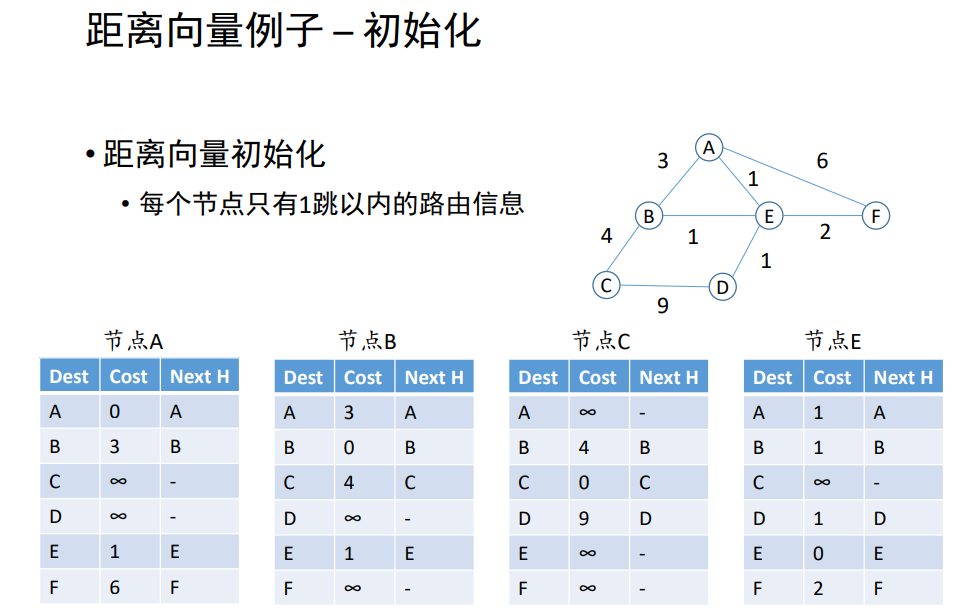 距离向量例子 – 初始化
• 距离向量初始化
• 每个节点只有1跳以内的路由信息
A
3
6
1
B
E
F
4
1
2
1
C
D
9
节点A
Dest Cost Next H
A 0 A
B 3 B
C ∞ -
D ∞ -
E 1 E
F 6 F
节点B
Dest Cost Next H
A 3 A
B 0 B
C 4 C
D ∞ -
E 1 E
F ∞ -
节点C
Dest Cost Next H
A ∞ -
B 4 B
C 0 C
D 9 D
E ∞ -
F ∞ -
节点E
Dest Cost Next H
A 1 A
B 1 B
C ∞ -
D 1 D
E 0 E
F 2 F